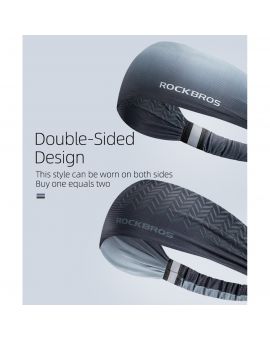 ROCKBROS
Double-Sided
Design
This style can be worn on both sides
Buy one equals two
ROCKBROS